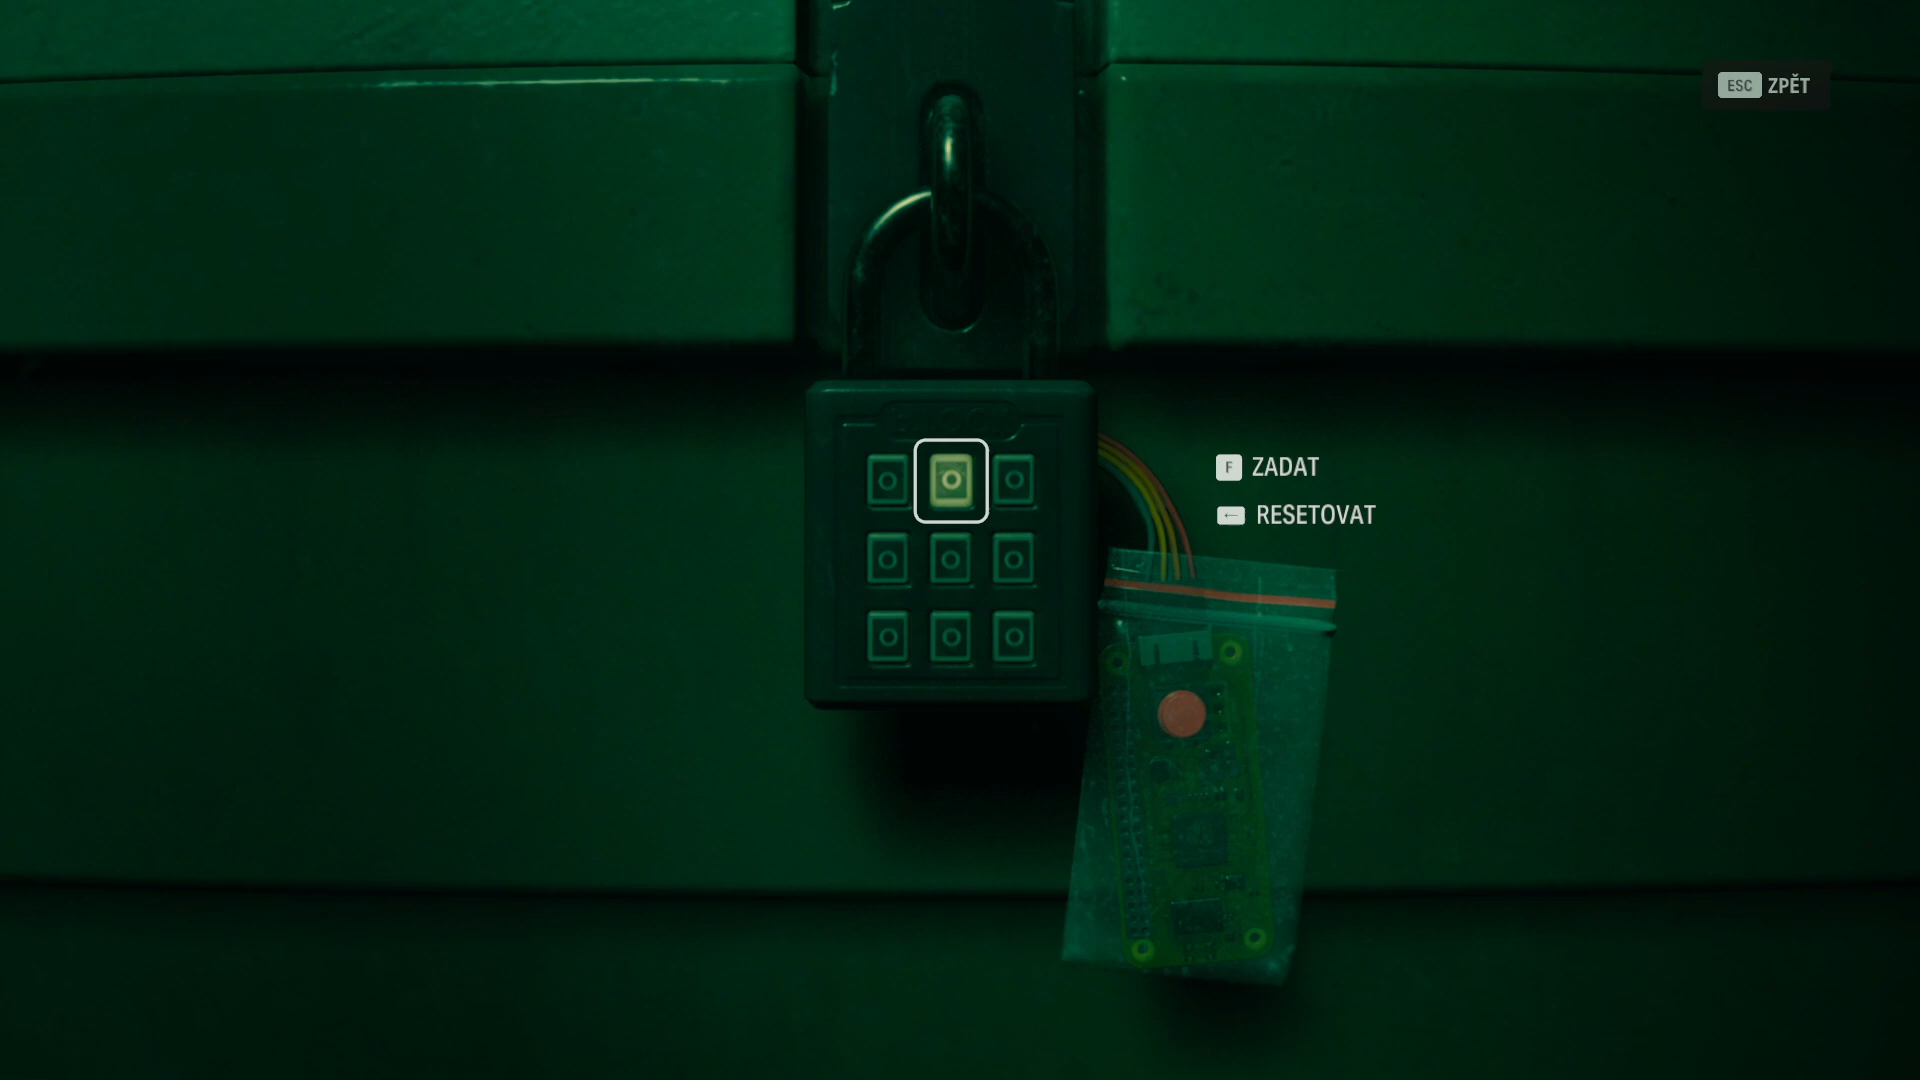 ESC ZPĚT
F ZADAT
← RESETOVAT